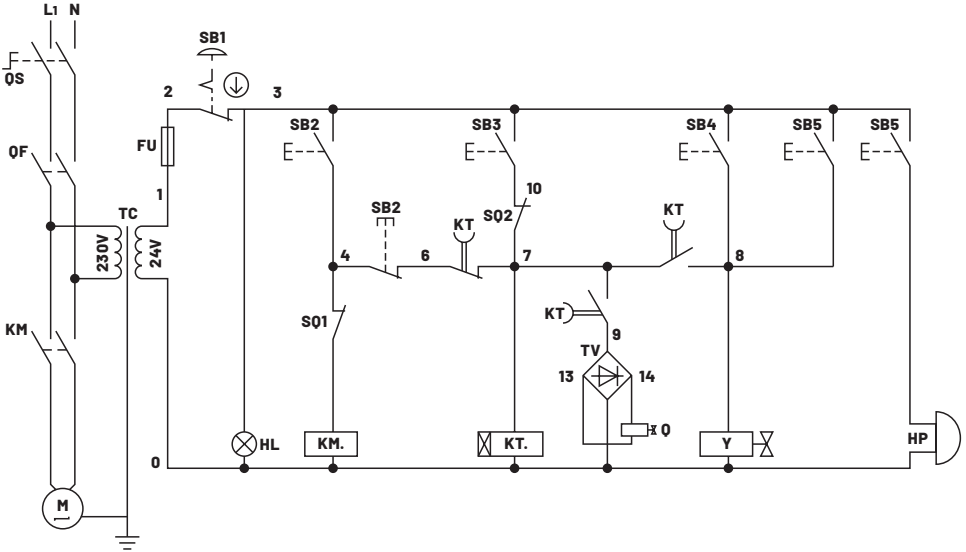 L1 N
SB1
QS
2
3
SB2
SB3
SB4
SB5
SB5
FU
QF
1
10
SB2
KT
SQ2
KT
TC
230V
24V
4
6
7
8
SQ1
KT
9
KM
TV
13
14
Q
HL
KM.
KT.
Y
HP
0
M